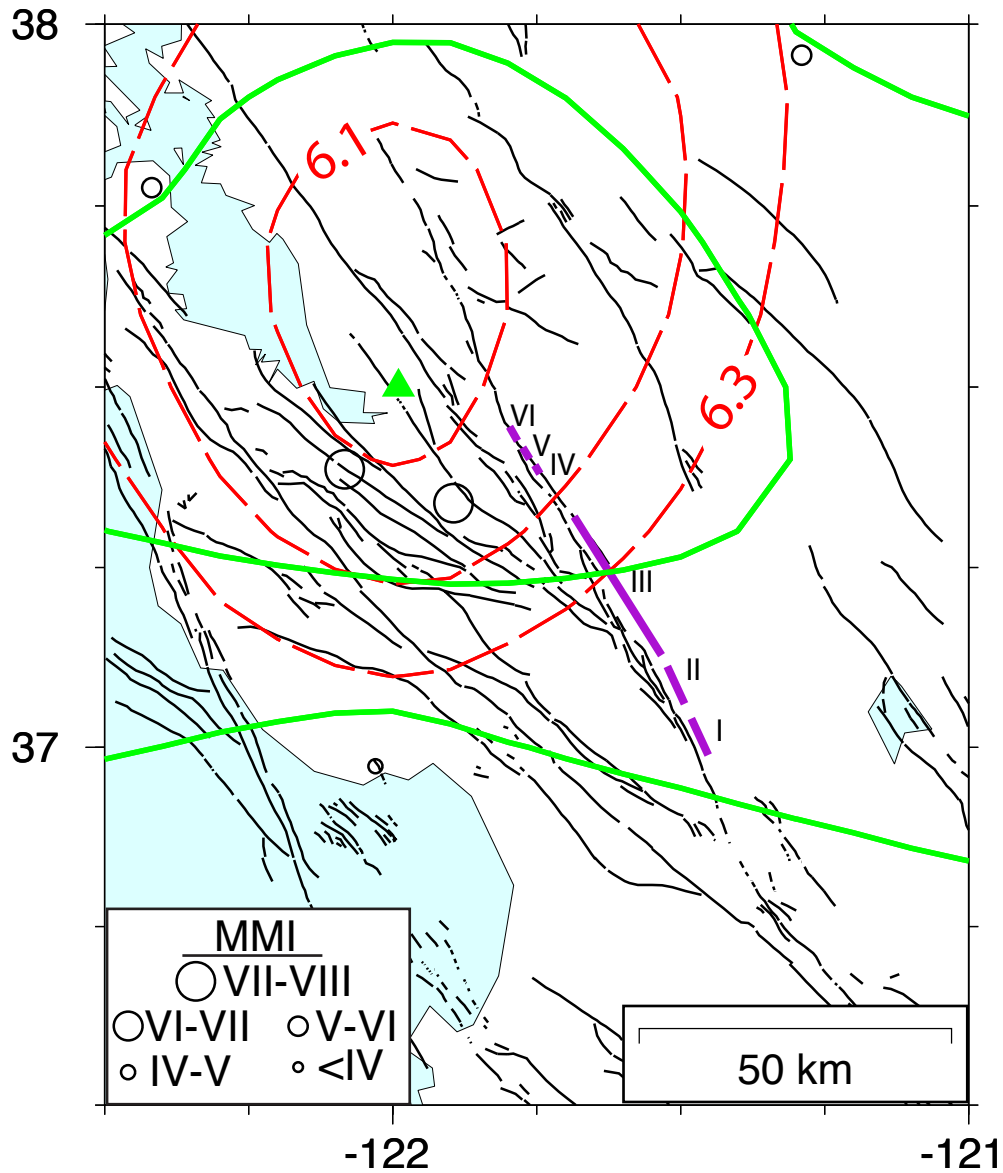 38
6.1
6.3
VI
V
IV
III
II
I
37
MMI
VII-VIII
VI-VII V-VI
IV-V <IV
50 km
-122 -121